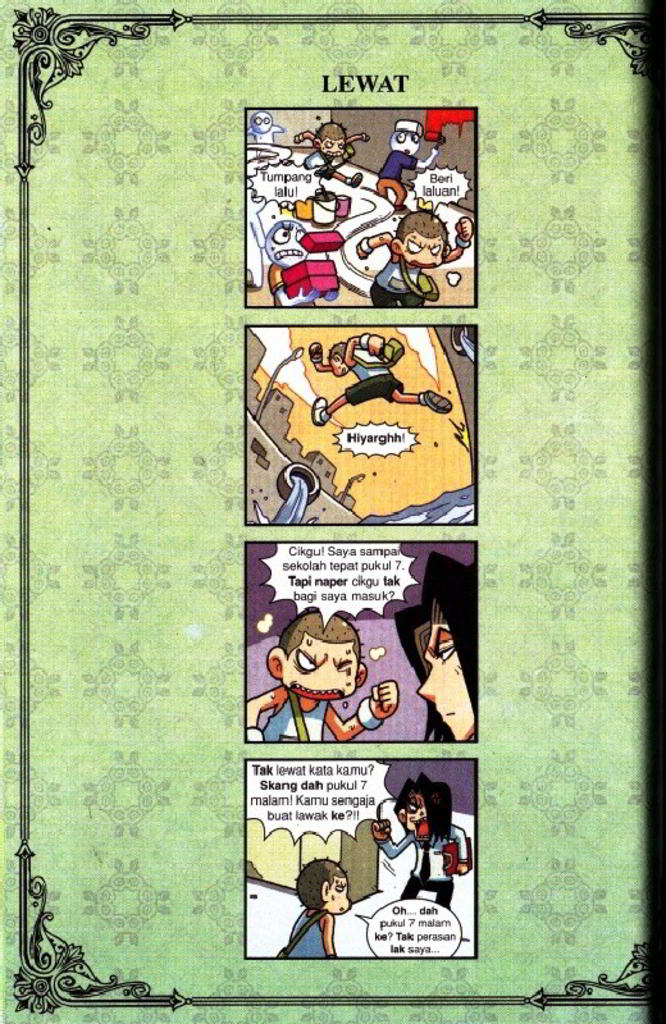 LEWAT
Tumpang
lalu!
Beri
laluan!
Hiyarghh!
Cikgu! Saya sampai
sekolah tepat pukul 7.
Tapi naper cikgu tak
bagi saya masuk?
Tak lewat kata kamu?
Skang dah pukul 7
malam! Kamu sengaja
buat lawak ke?!!
Oh... dah
pukul 7 malam
ke? Tak perasan
lak saya...